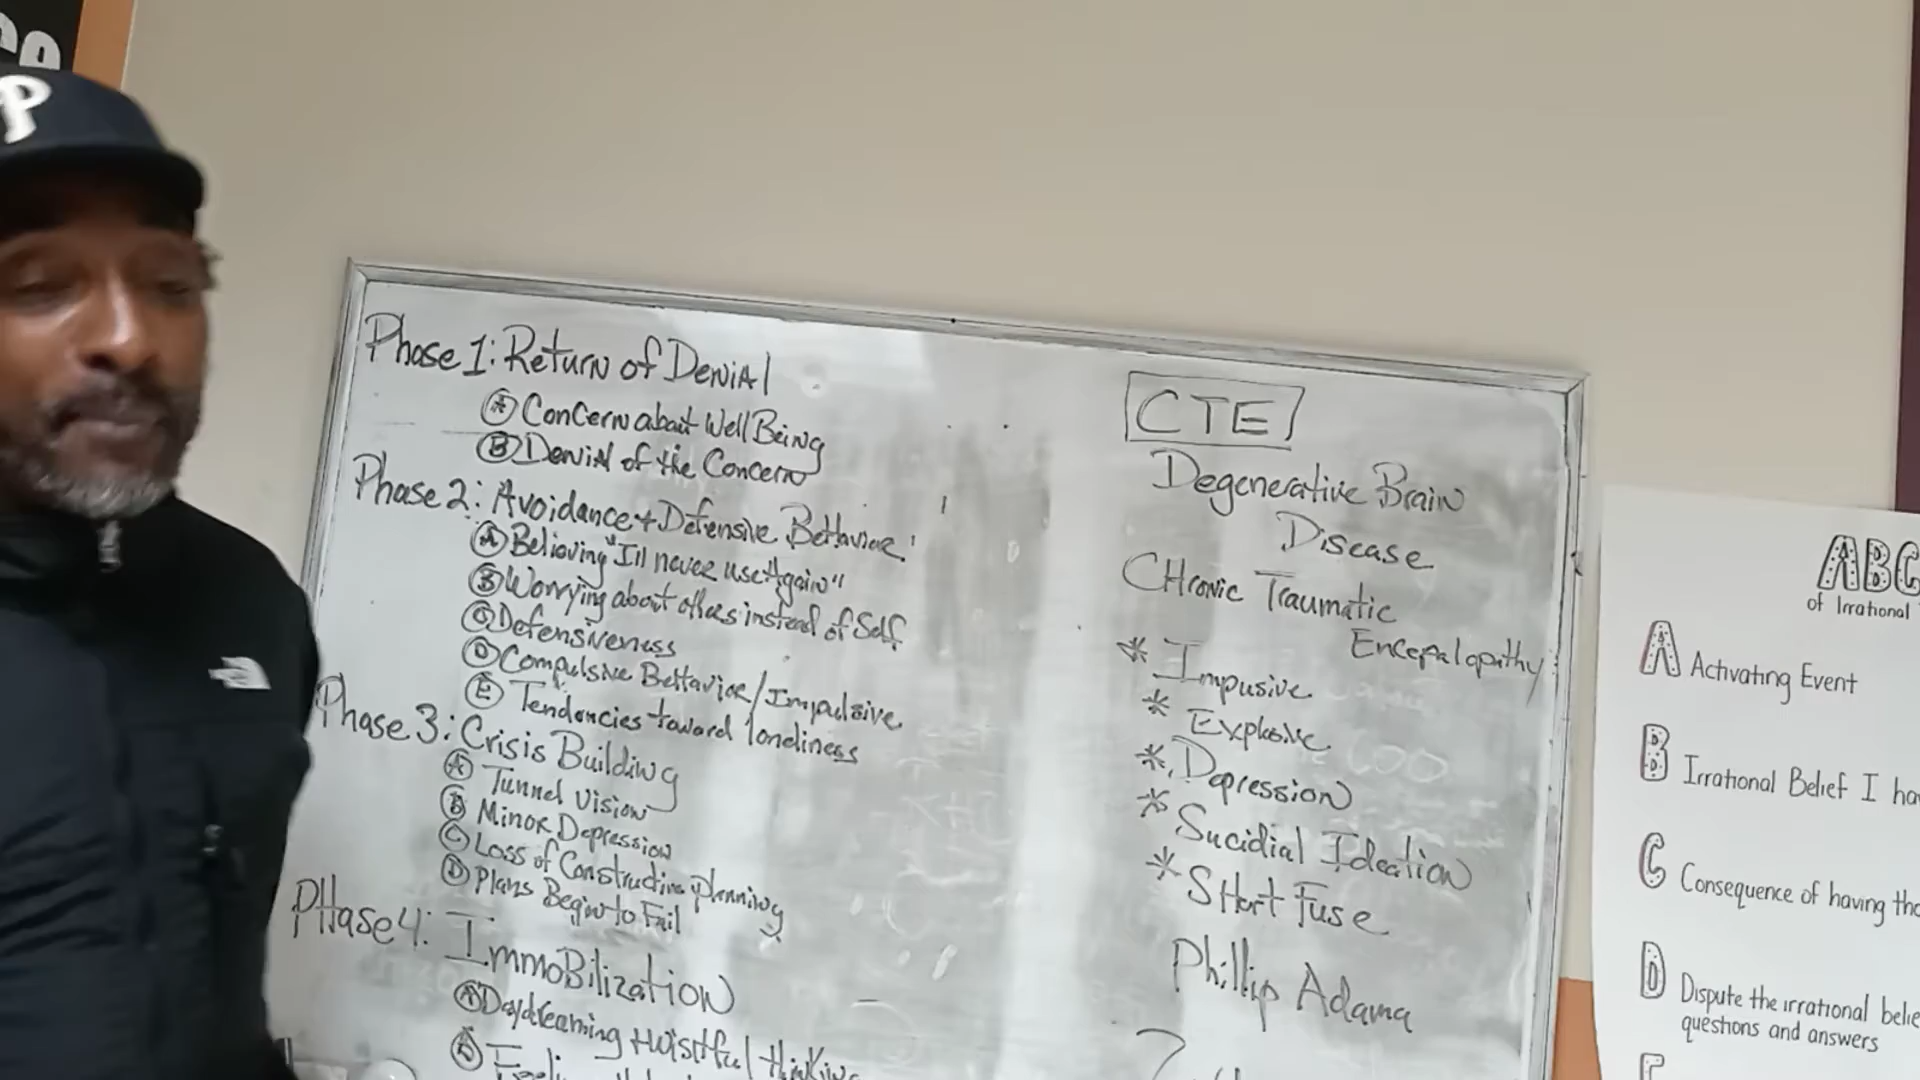 P
Phase 1: Return of Denial
Ⓐ Concern about Well Being
Ⓑ Denial of the Concern
Phase 2: Avoidance + Defensive Behavior
Ⓐ Believing "I'll never use Again"
Ⓑ Worrying about others instead of Self
Ⓒ Defensiveness
Ⓓ Compulsive Behavior/Impulsive
Ⓔ Tendencies toward loneliness
Phase 3: Crisis Building
Ⓐ Tunnel Vision
Ⓑ Minor Depression
Ⓒ Loss of Constructive planning
Ⓓ Plans Begin to Fail
PHase 4: ImmoBilization
Ⓐ Daydreaming + wistful thinking
CTE
Degenerative Brain
Disease
CHronic Traumatic
Encepalopathy
* Impusive
* Explosive
* Depression
* Sucidial Ideation
* SHort Fuse
Phillip Adama
ABC
of Irrational
A Activating Event
B Irrational Belief I
C Consequence of having
D Dispute the irrational
questions and answers